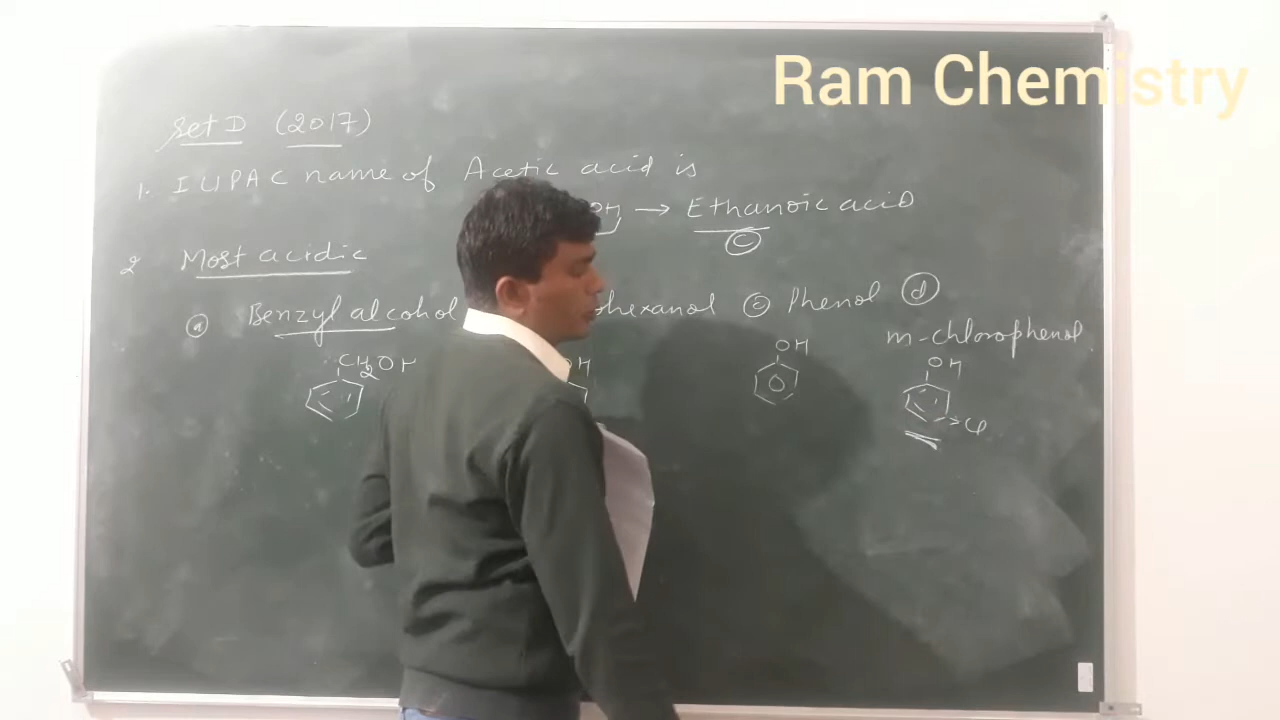 Ram Chemistry
Set D (2017)
1. IUPAC name of Acetic acid is
OH → Ethanoic acid
(c)
2 Most acidic
(a) Benzyl alcohol hexanol (c) Phenol (d)
m-chlorophenol
CH2OH OH OH OH
Cl